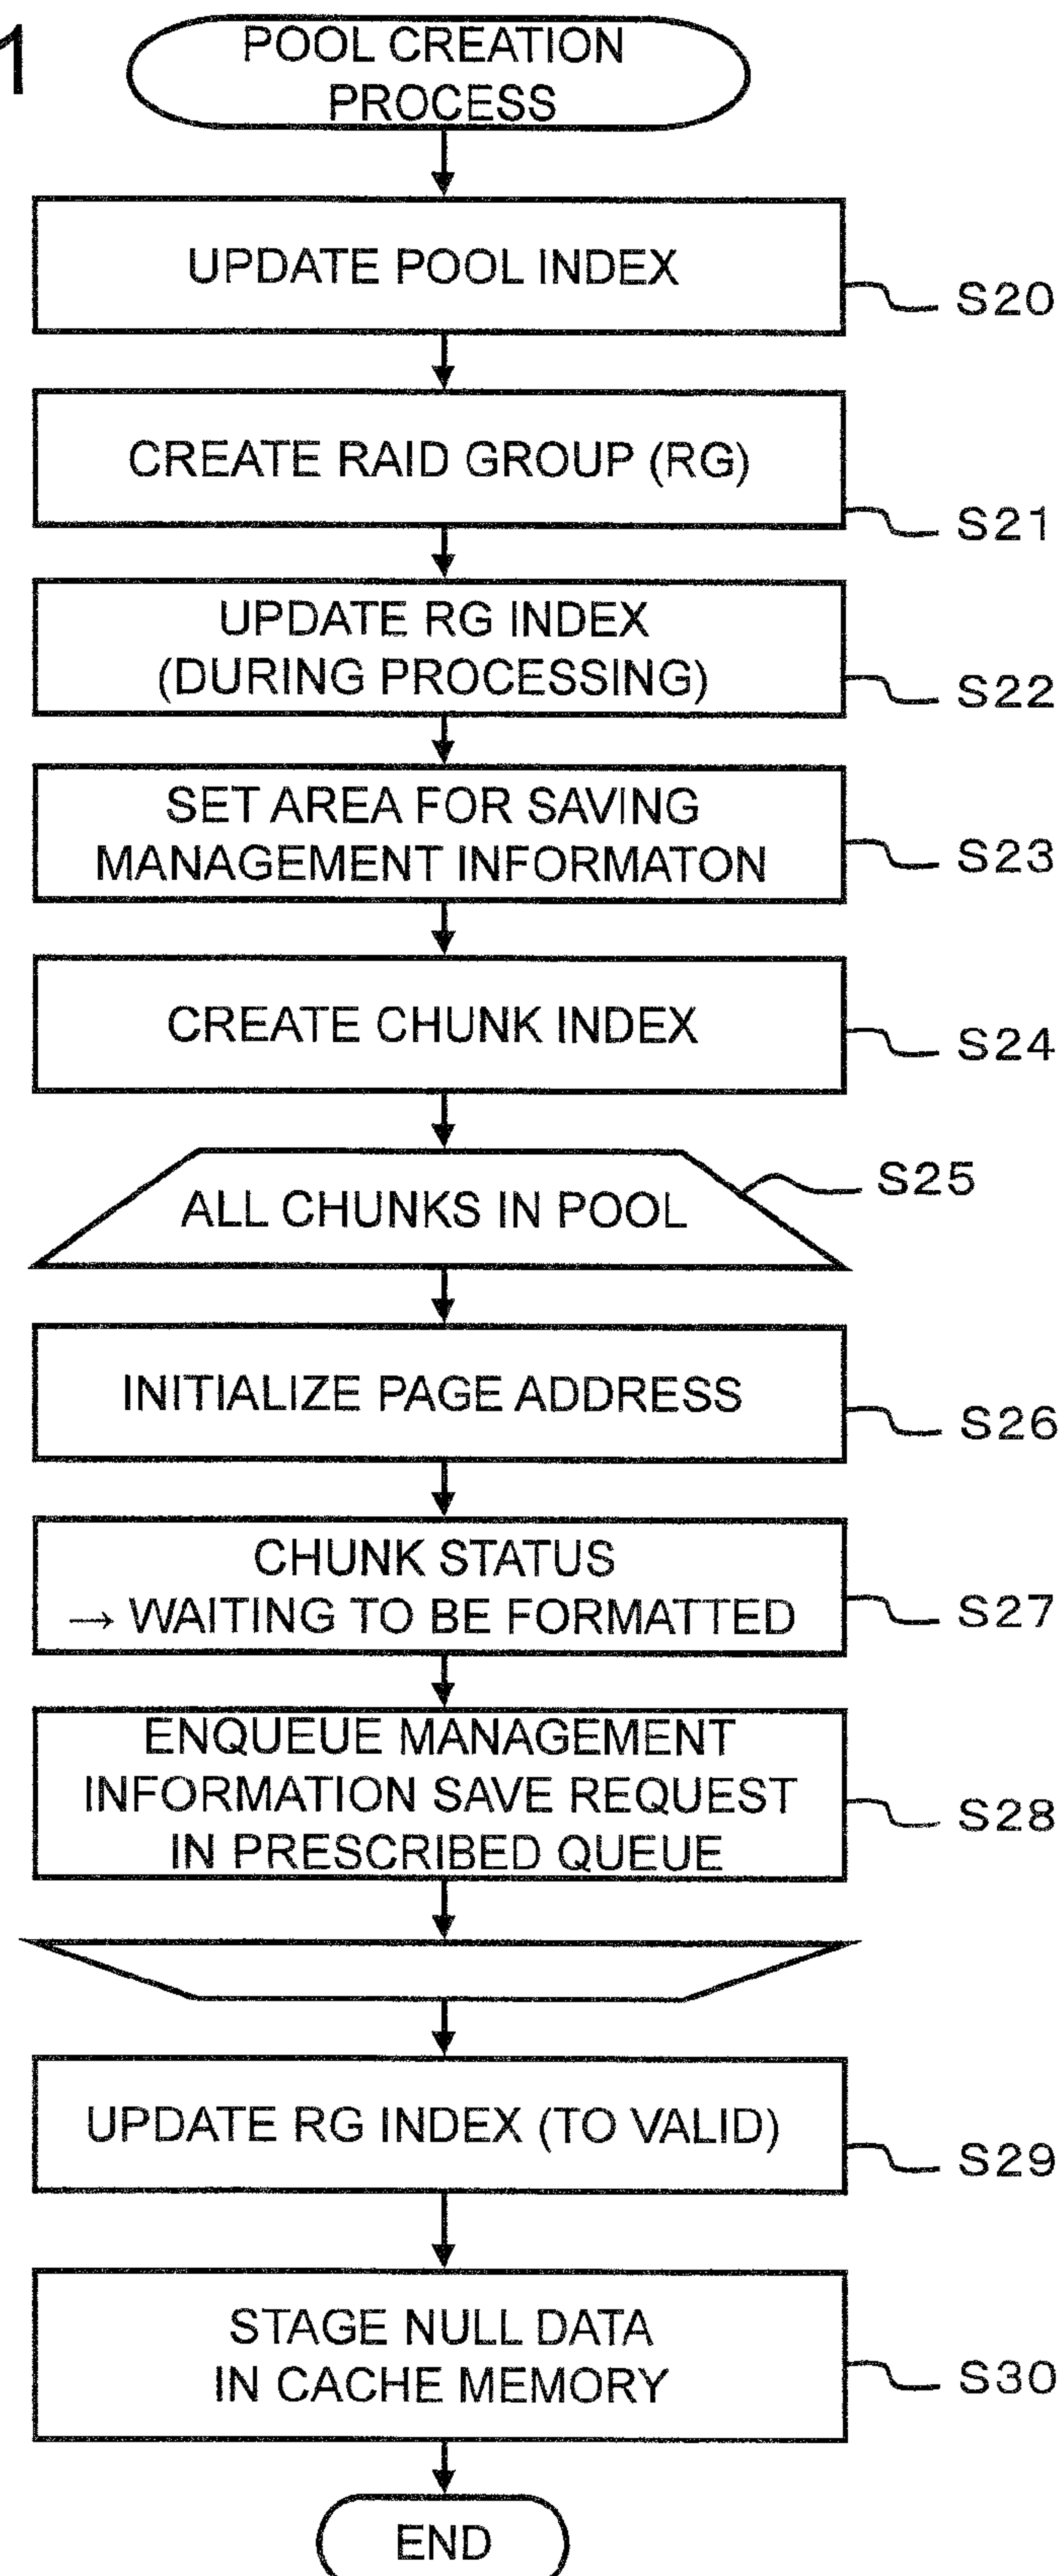 1
POOL CREATION
PROCESS
UPDATE POOL INDEX
S20
CREATE RAID GROUP (RG)
S21
UPDATE RG INDEX
(DURING PROCESSING)
S22
SET AREA FOR SAVING
MANAGEMENT INFORMATON
S23
CREATE CHUNK INDEX
S24
ALL CHUNKS IN POOL
S25
INITIALIZE PAGE ADDRESS
S26
CHUNK STATUS
→ WAITING TO BE FORMATTED
S27
ENQUEUE MANAGEMENT
INFORMATION SAVE REQUEST
IN PRESCRIBED QUEUE
S28
UPDATE RG INDEX (TO VALID)
S29
STAGE NULL DATA
IN CACHE MEMORY
S30
END